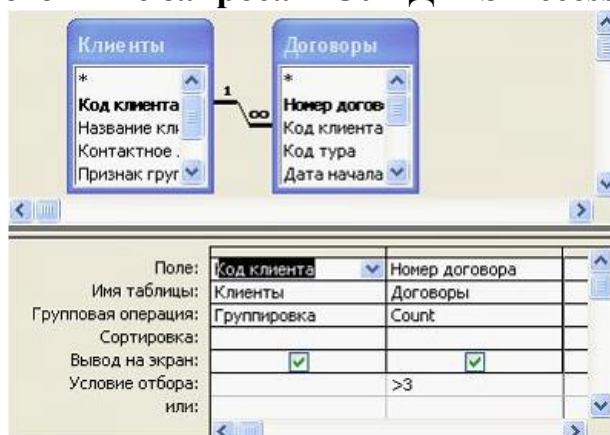 Клиенты Договоры
* *
Код клиента 1 ∞ Номер догов
Название кли Код клиента
Контактное . Код тура
Признак груп Дата начала
Поле: Код клиента Номер договора
Имя таблицы: Клиенты Договоры
Групповая операция: Группировка Count
Сортировка:
Вывод на экран:
Условие отбора: >3
или: